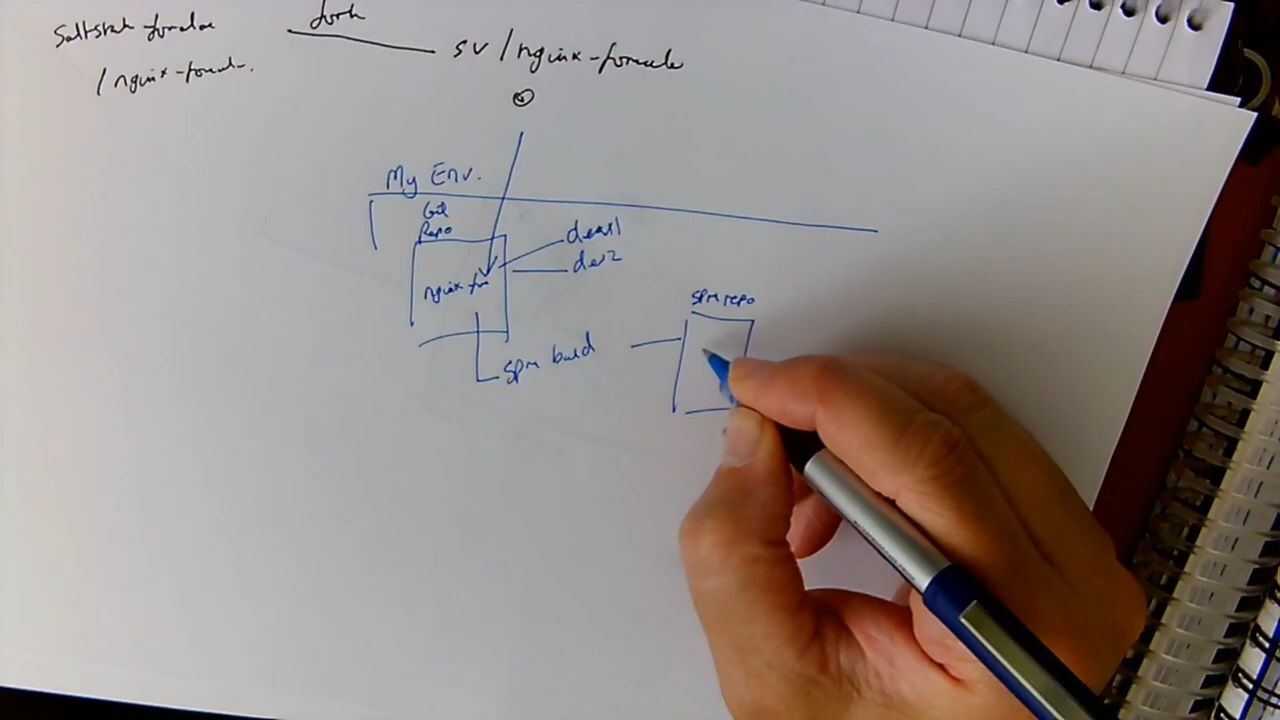 fork
Saltstack-formulae
/nginx-formula.
sv/nginx-formula
My Env.
Git
Repo
dev1
nginx-fm
dev2
spm repo
spm build